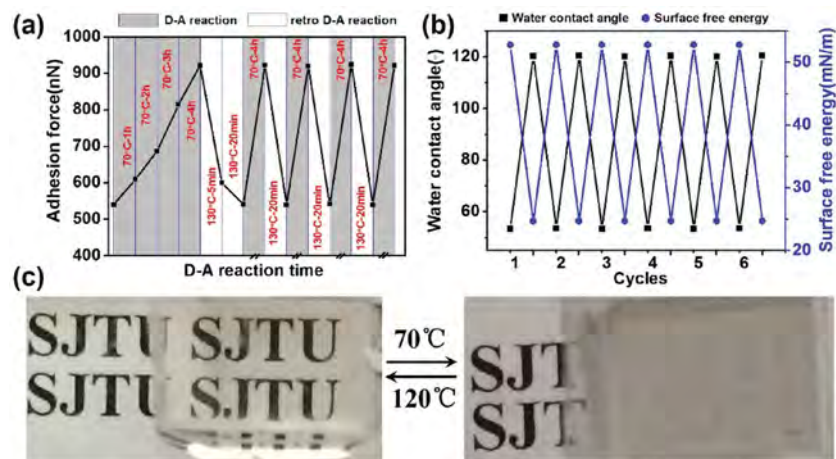 (a)
D-A reaction
retro D-A reaction
Adhesion force(nN)
1000
900
800
700
600
500
400
70°C-1h
70°C-2h
70°C-3h
70°C-4h
130°C-5min
130°C-20min
70°C-4h
130°C-20min
70°C-4h
130°C-20min
70°C-4h
130°C-20min
70°C-4h
D-A reaction time
(b)
Water contact angle
Surface free energy
Water contact angle(·)
120
100
80
60
50
40
30
20
Surface free energy(mN/m)
1 2 3 4 5 6
Cycles
(c)
SJTU SJTU
SJTU SJTU
70℃
120℃
SJT
SJT